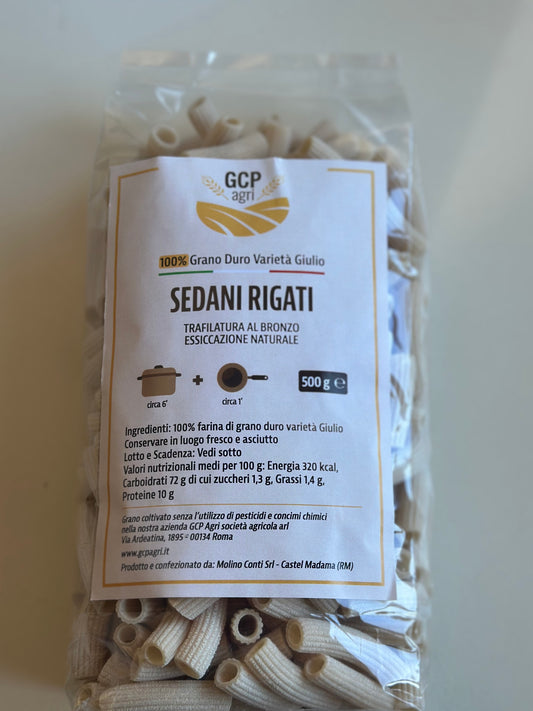 GCP
agri
100% Grano Duro Varietà Giulio
SEDANI RIGATI
TRAFILATURA AL BRONZO
ESSICCAZIONE NATURALE
+
500 g ℮
circa 6' circa 1'
Ingredienti: 100% farina di grano duro varietà Giulio
Conservare in luogo fresco e asciutto
Lotto e Scadenza: Vedi sotto
Valori nutrizionali medi per 100 g: Energia 320 kcal,
Carboidrati 72 g di cui zuccheri 1,3 g, Grassi 1,4 g,
Proteine 10 g
Grano coltivato senza l'utilizzo di pesticidi e concimi chimici
nella nostra azienda GCP Agri società agricola arl
Via Ardeatina, 1895 - 00134 Roma
www.gcpagri.it
Prodotto e confezionato da: Molino Conti Srl - Castel Madama (RM)